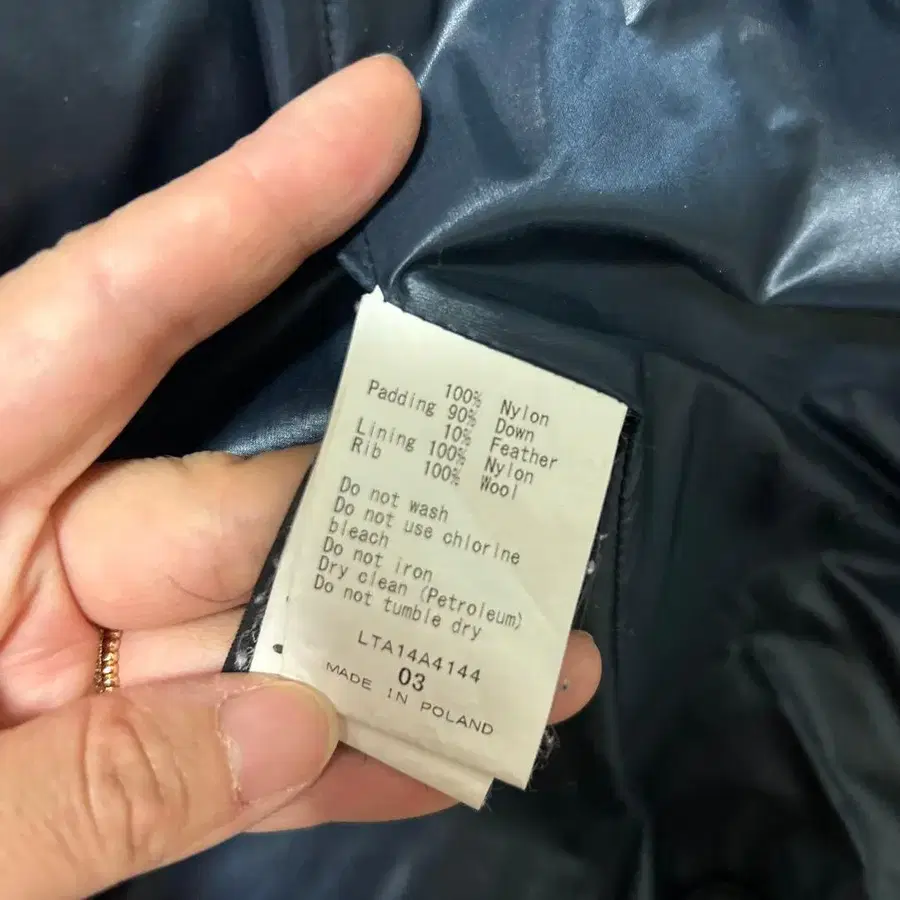 100% Nylon
Padding 90% Down
10% Feather
Lining 100% Nylon
Rib 100% Wool
Do not wash
Do not use chlorine
bleach
Do not iron
Dry clean (Petroleum)
Do not tumble dry
LTA14A4144
03
MADE IN POLAND